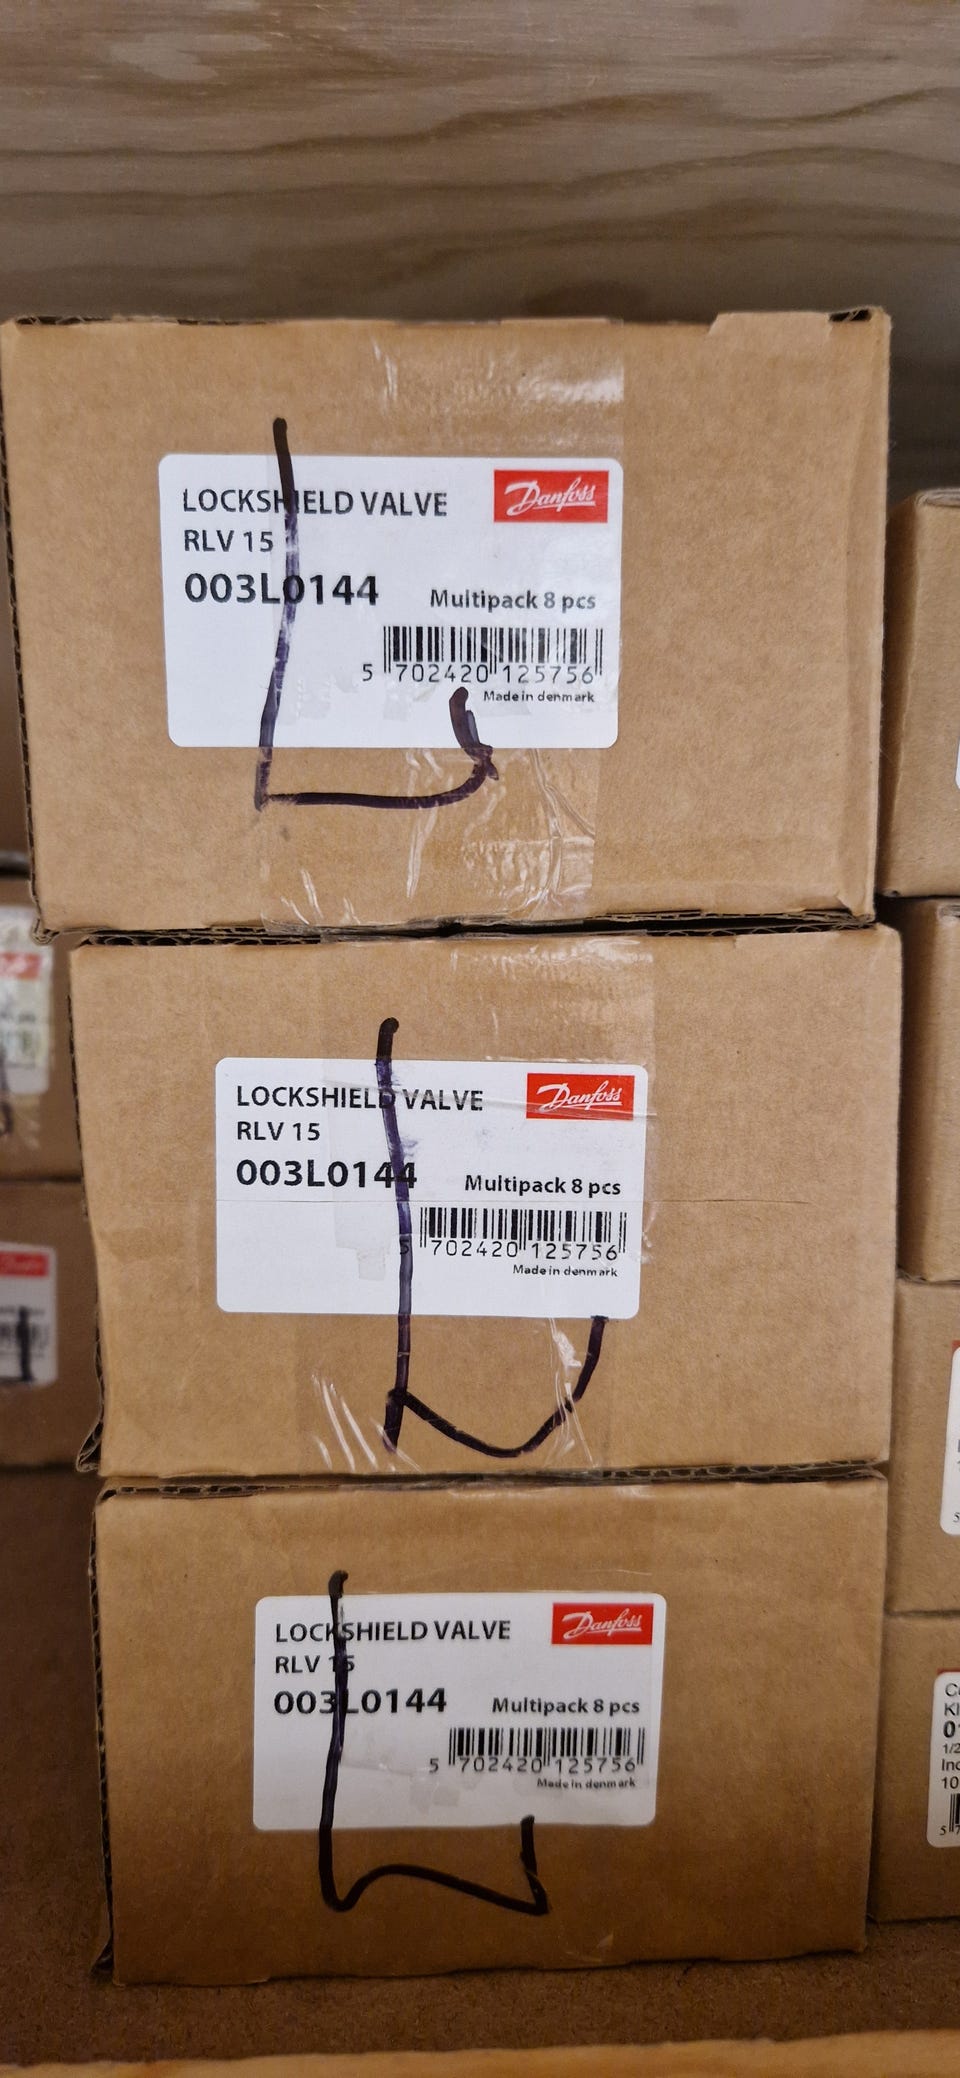 LOCKSHIELD VALVE
Danfoss
RLV 15
003L0144
Multipack 8 pcs
5 702420 125756
Made in denmark
LOCKSHIELD VALVE
Danfoss
RLV 15
003L0144
Multipack 8 pcs
5 702420 125756
Made in denmark
LOCKSHIELD VALVE
Danfoss
RLV 15
003L0144
Multipack 8 pcs
5 702420 125756
Made in denmark